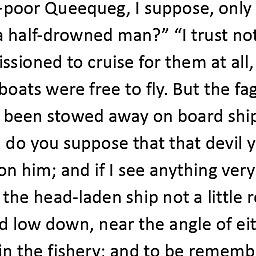 -poor Queequeg, I suppose, only
a half-drowned man?” “I trust not
issioned to cruise for them at all,
boats were free to fly. But the fag
been stowed away on board ship
do you suppose that that devil y
on him; and if I see anything very
the head-laden ship not a little re
d low down, near the angle of eit
in the fishery; and to be rememb